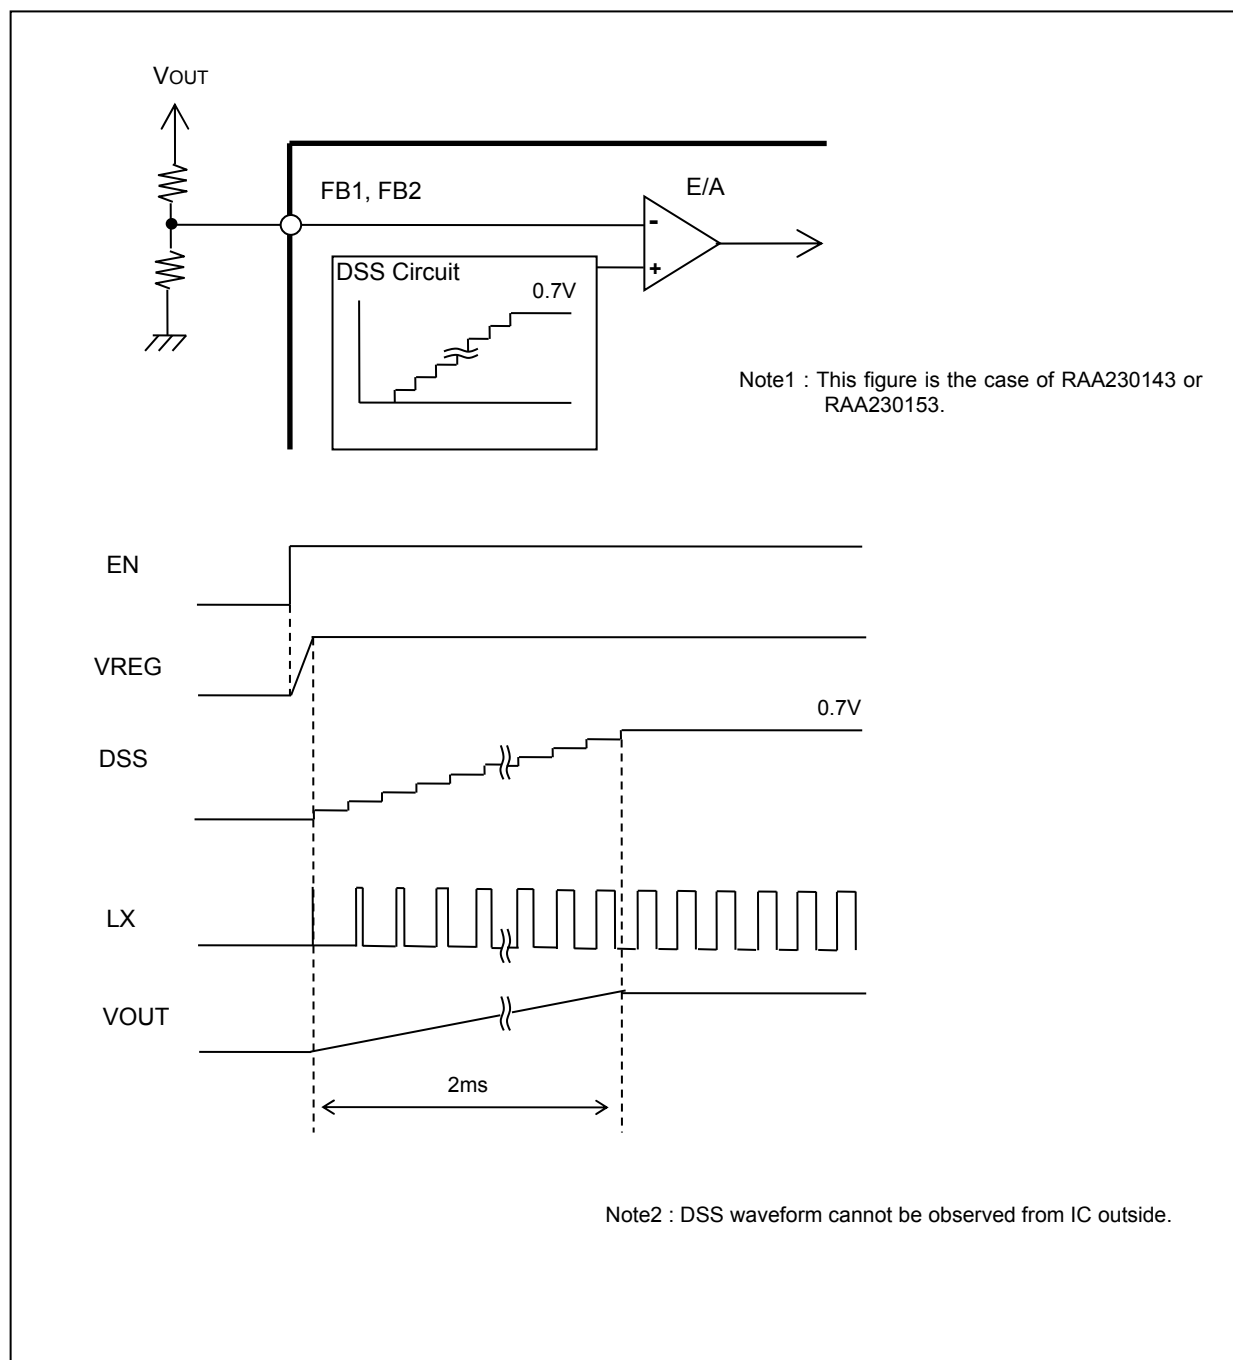 VOUT
FB1, FB2
E/A
-
+
DSS Circuit
0.7V
Note1 : This figure is the case of RAA230143 or
RAA230153.
EN
VREG
0.7V
DSS
LX
VOUT
2ms
Note2 : DSS waveform cannot be observed from IC outside.